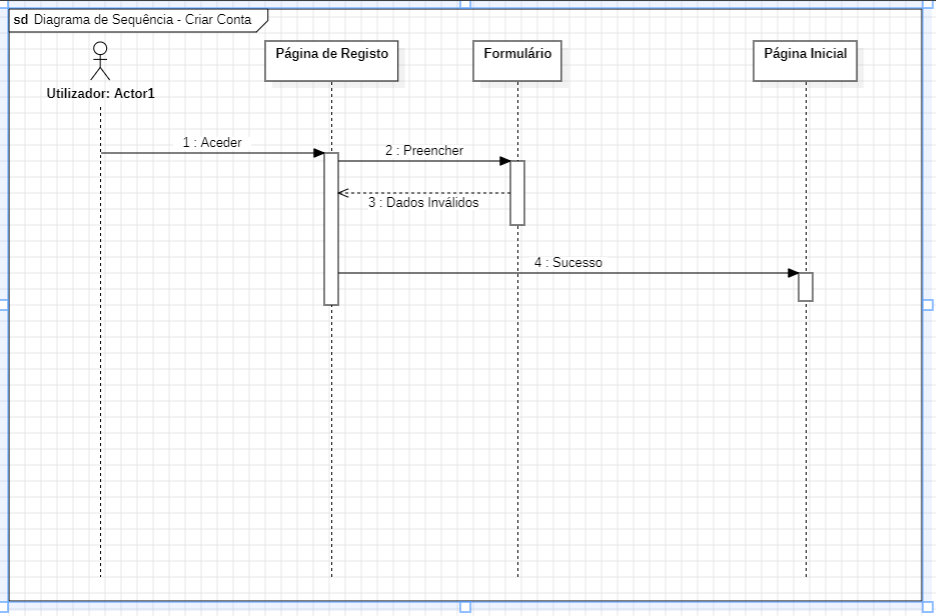 sd Diagrama de Sequência - Criar Conta
Utilizador: Actor1
Página de Registo
Formulário
Página Inicial
1 : Aceder
2 : Preencher
3 : Dados Inválidos
4 : Sucesso